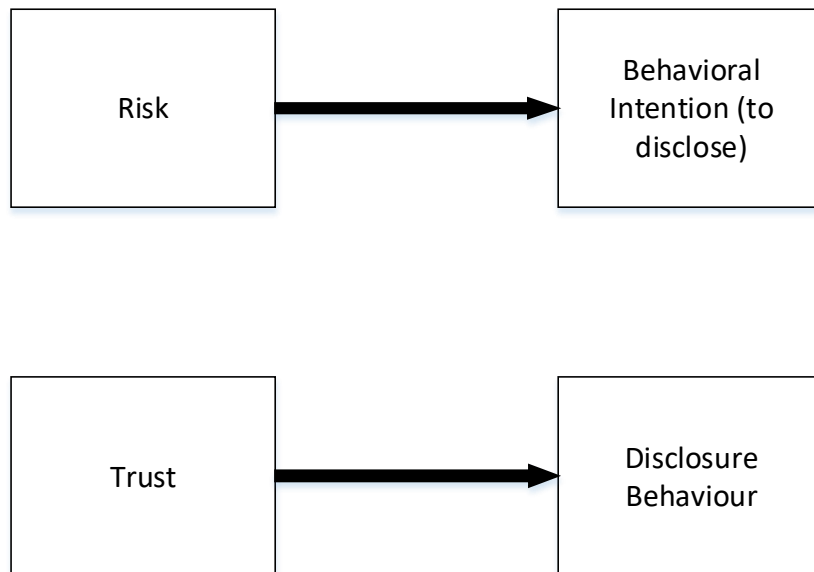 Risk
Behavioral
Intention (to
disclose)
Trust
Disclosure
Behaviour